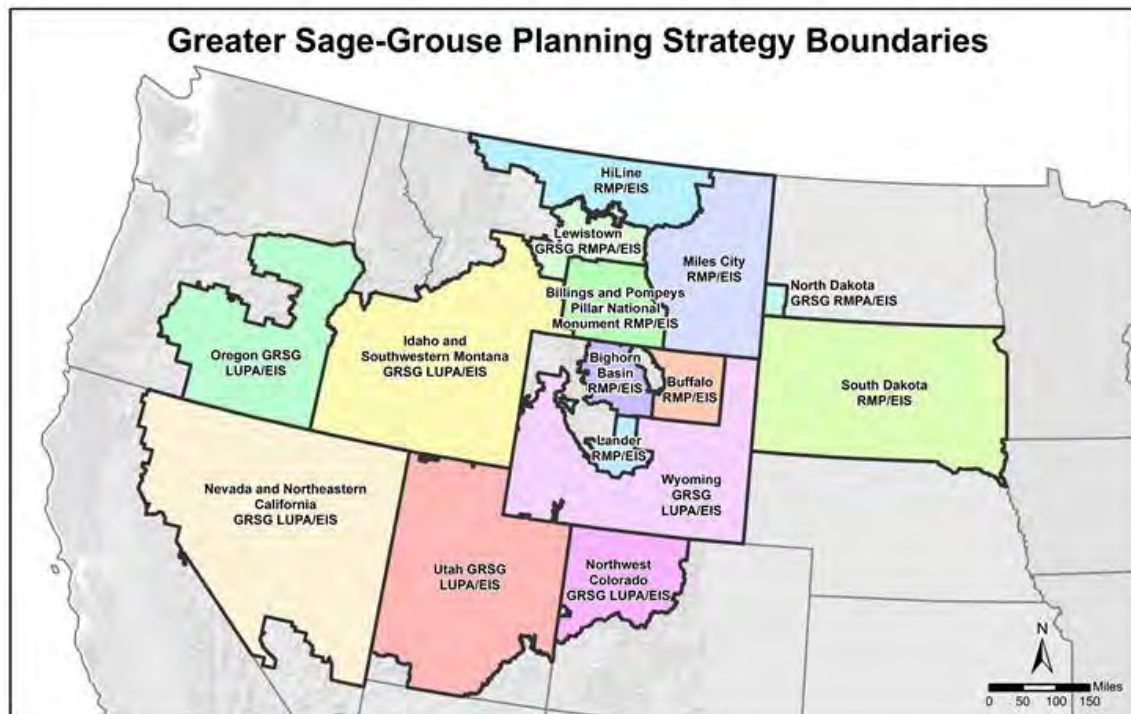 Greater Sage-Grouse Planning Strategy Boundaries
HiLine
RMP/EIS
Lewistown
GRSG RMPA/EIS
Miles City
RMP/EIS
North Dakota
GRSG RMPA/EIS
Billings and Pompeys
Pillar National
Monument RMP/EIS
Oregon GRSG
LUPA/EIS
Idaho and
Southwestern Montana
GRSG LUPA/EIS
Bighorn
Basin
RMP/EIS
Buffalo
RMP/EIS
South Dakota
RMP/EIS
Lander
RMP/EIS
Wyoming
GRSG
LUPA/EIS
Nevada and Northeastern
California
GRSG LUPA/EIS
Utah GRSG
LUPA/EIS
Northwest
Colorado
GRSG LUPA/EIS
N
Miles
0 50 100 150